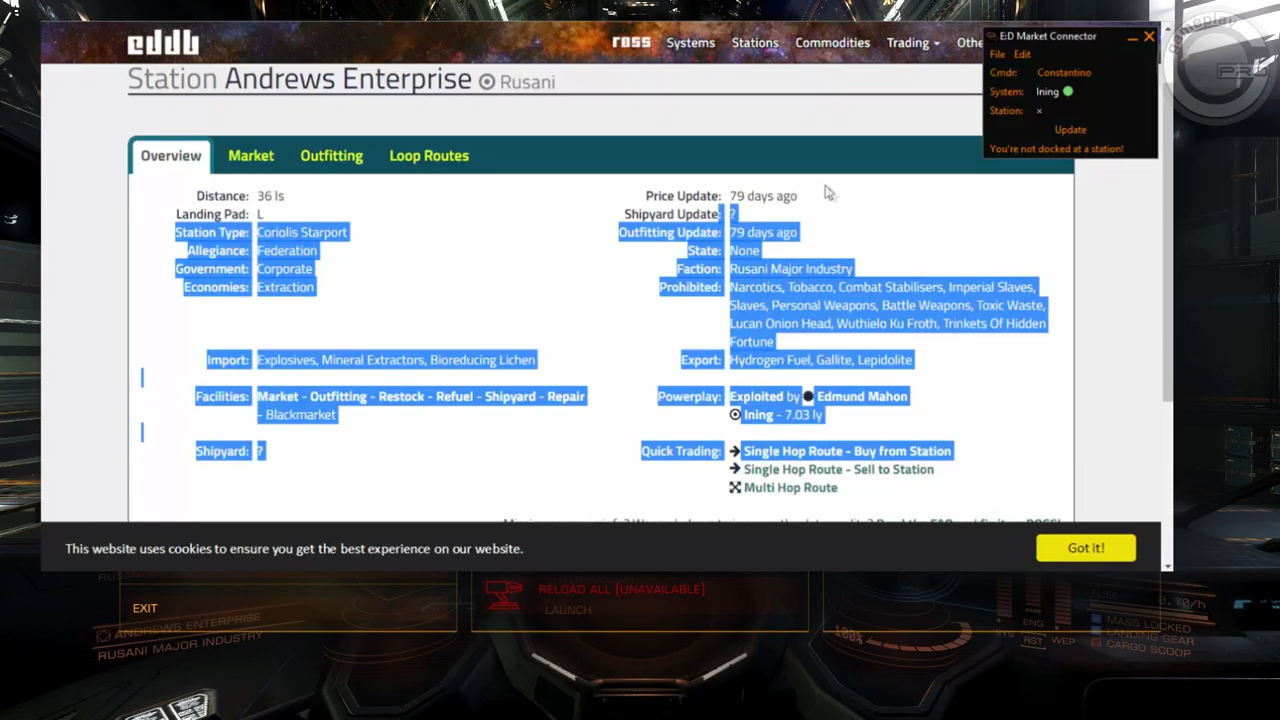 eddb
ross Systems Stations Commodities Trading Othe
Station Andrews Enterprise Rusani
E:D Market Connector
File Edit
Cmdr: Constantino
System: Ining
Station: ×
Update
You're not docked at a station!
gameplay
PRO
Overview Market Outfitting Loop Routes
Distance: 36 ls
Landing Pad: L
Station Type: Coriolis Starport
Allegiance: Federation
Government: Corporate
Economies: Extraction
Import: Explosives, Mineral Extractors, Bioreducing Lichen
Facilities: Market - Outfitting - Restock - Refuel - Shipyard - Repair
- Blackmarket
Shipyard: ?
Price Update: 79 days ago
Shipyard Update: ?
Outfitting Update: 79 days ago
State: None
Faction: Rusani Major Industry
Prohibited: Narcotics, Tobacco, Combat Stabilisers, Imperial Slaves,
Slaves, Personal Weapons, Battle Weapons, Toxic Waste,
Lucan Onion Head, Wuthielo Ku Froth, Trinkets Of Hidden
Fortune
Export: Hydrogen Fuel, Gallite, Lepidolite
Powerplay: Exploited by Edmund Mahon
Ining - 7.03 ly
Quick Trading: Single Hop Route - Buy from Station
Single Hop Route - Sell to Station
Multi Hop Route
This website uses cookies to ensure you get the best experience on our website.
Got it!
EXIT
RELOAD ALL [UNAVAILABLE]
LAUNCH
ANDREWS ENTERPRISE
RUSANI MAJOR INDUSTRY
100%
SYS ENG WEP
RST
MASS LOCKED
LANDING GEAR
CARGO SCOOP